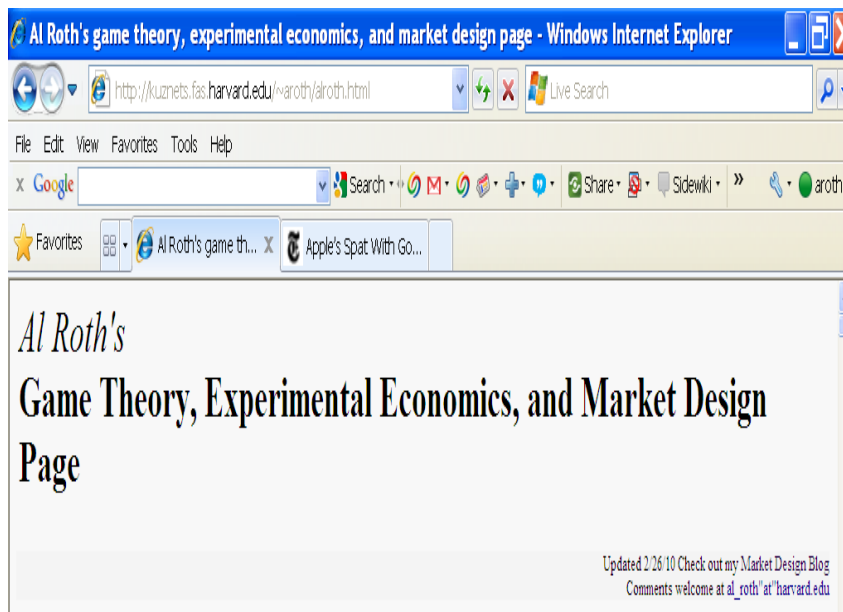 Al Roth's game theory, experimental economics, and market design page - Windows Internet Explorer
http://kuznets.fas.harvard.edu/~aroth/alroth.html Live Search
File Edit View Favorites Tools Help
x Google Search Share Sidewiki » aroth
Favorites Al Roth's game th... X Apple's Spat With Go...
Al Roth's
Game Theory, Experimental Economics, and Market Design
Page
Updated 2/26/10 Check out my Market Design Blog
Comments welcome at al_roth"at"harvard.edu